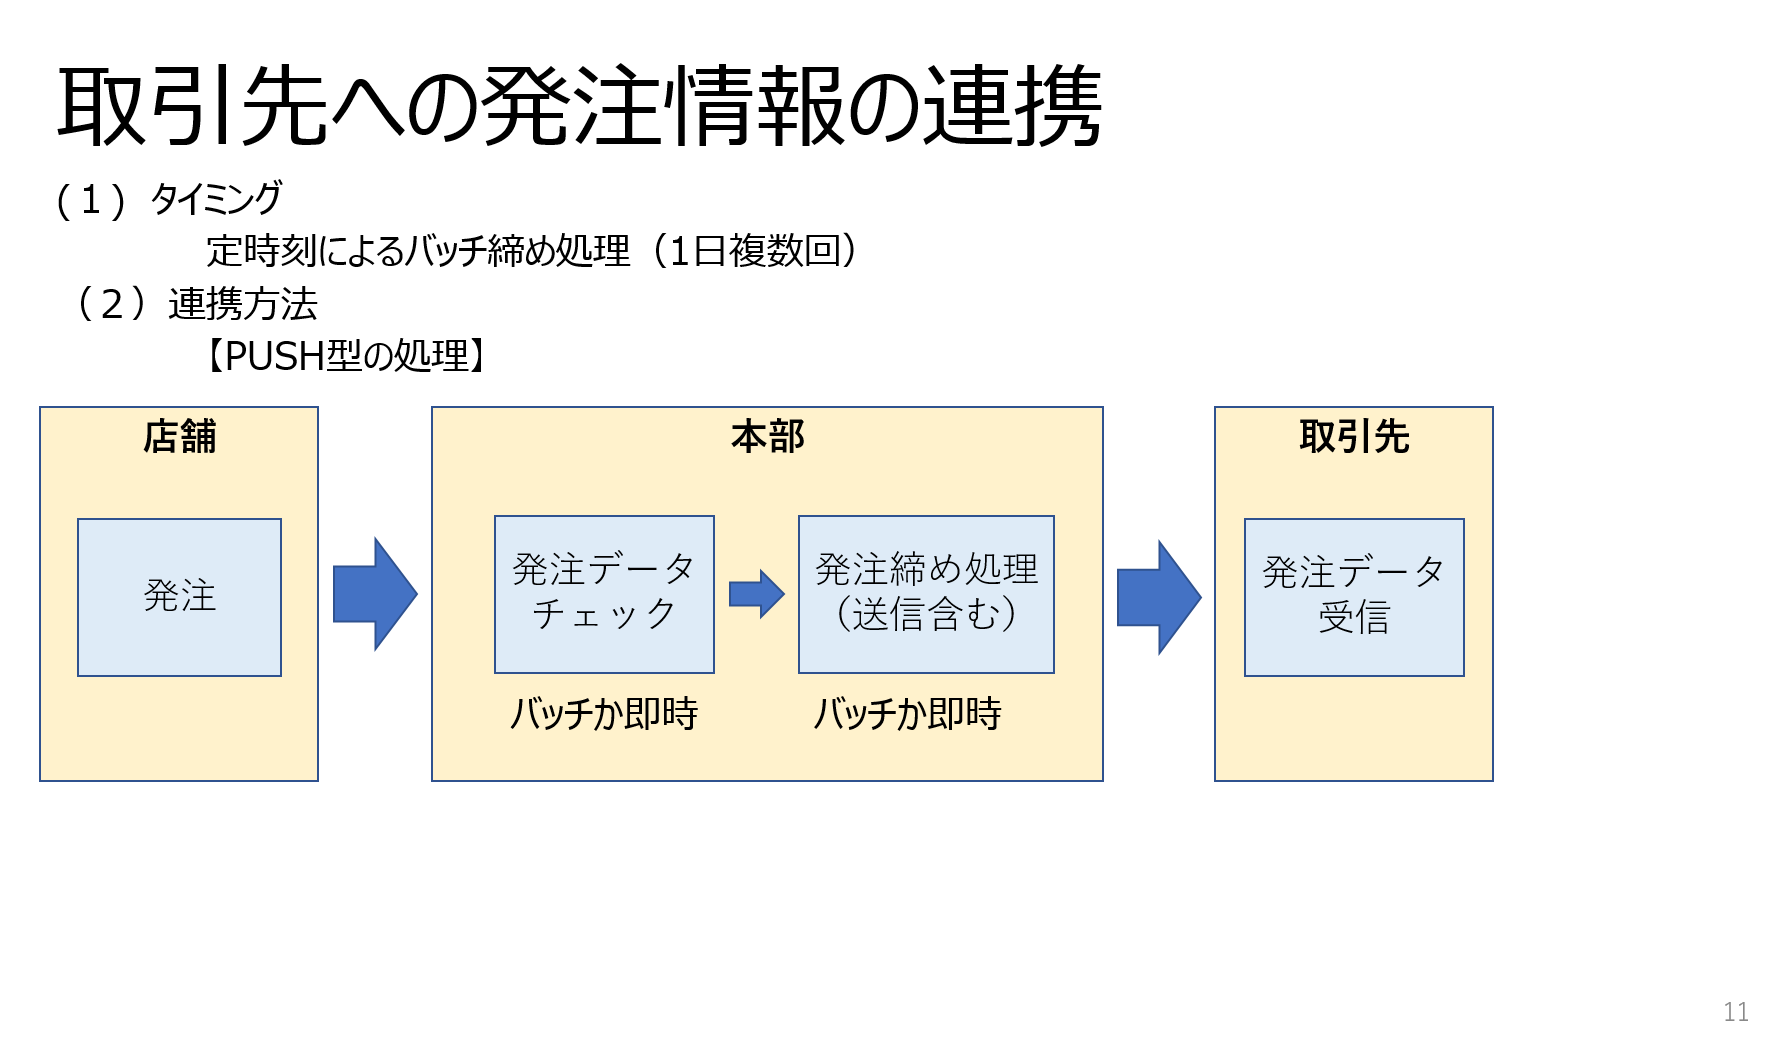 取引先への発注情報の連携
(１) タイミング
定時刻によるバッチ締め処理（1日複数回）
（２）連携方法
【PUSH型の処理】
店舗
発注
本部
発注データ
チェック
バッチか即時
発注締め処理
（送信含む）
バッチか即時
取引先
発注データ
受信
11